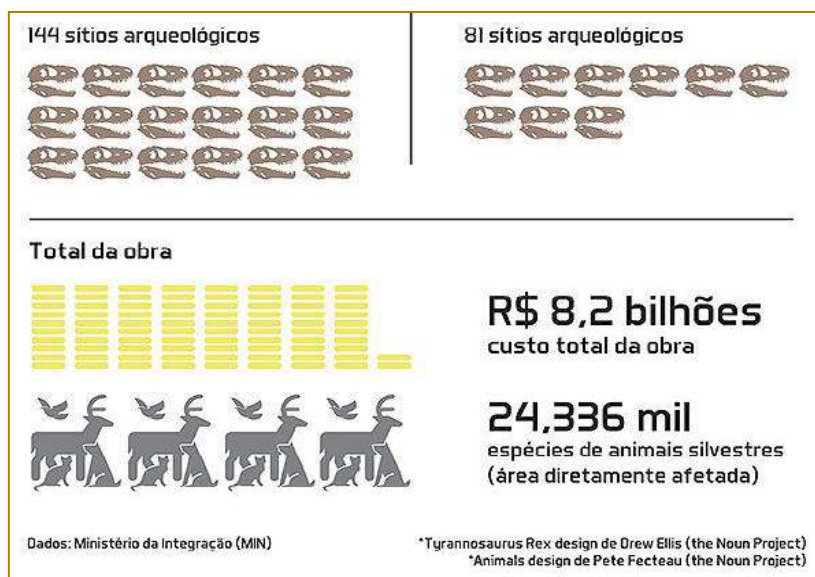 144 sítios arqueológicos
81 sítios arqueológicos
Total da obra
R$ 8,2 bilhões
custo total da obra
24,336 mil
espécies de animais silvestres
(área diretamente afetada)
Dados: Ministério da Integração (MIN)
*Tyrannosaurus Rex design de Drew Ellis (the Noun Project)
*Animals design de Pete Fecteau (the Noun Project)